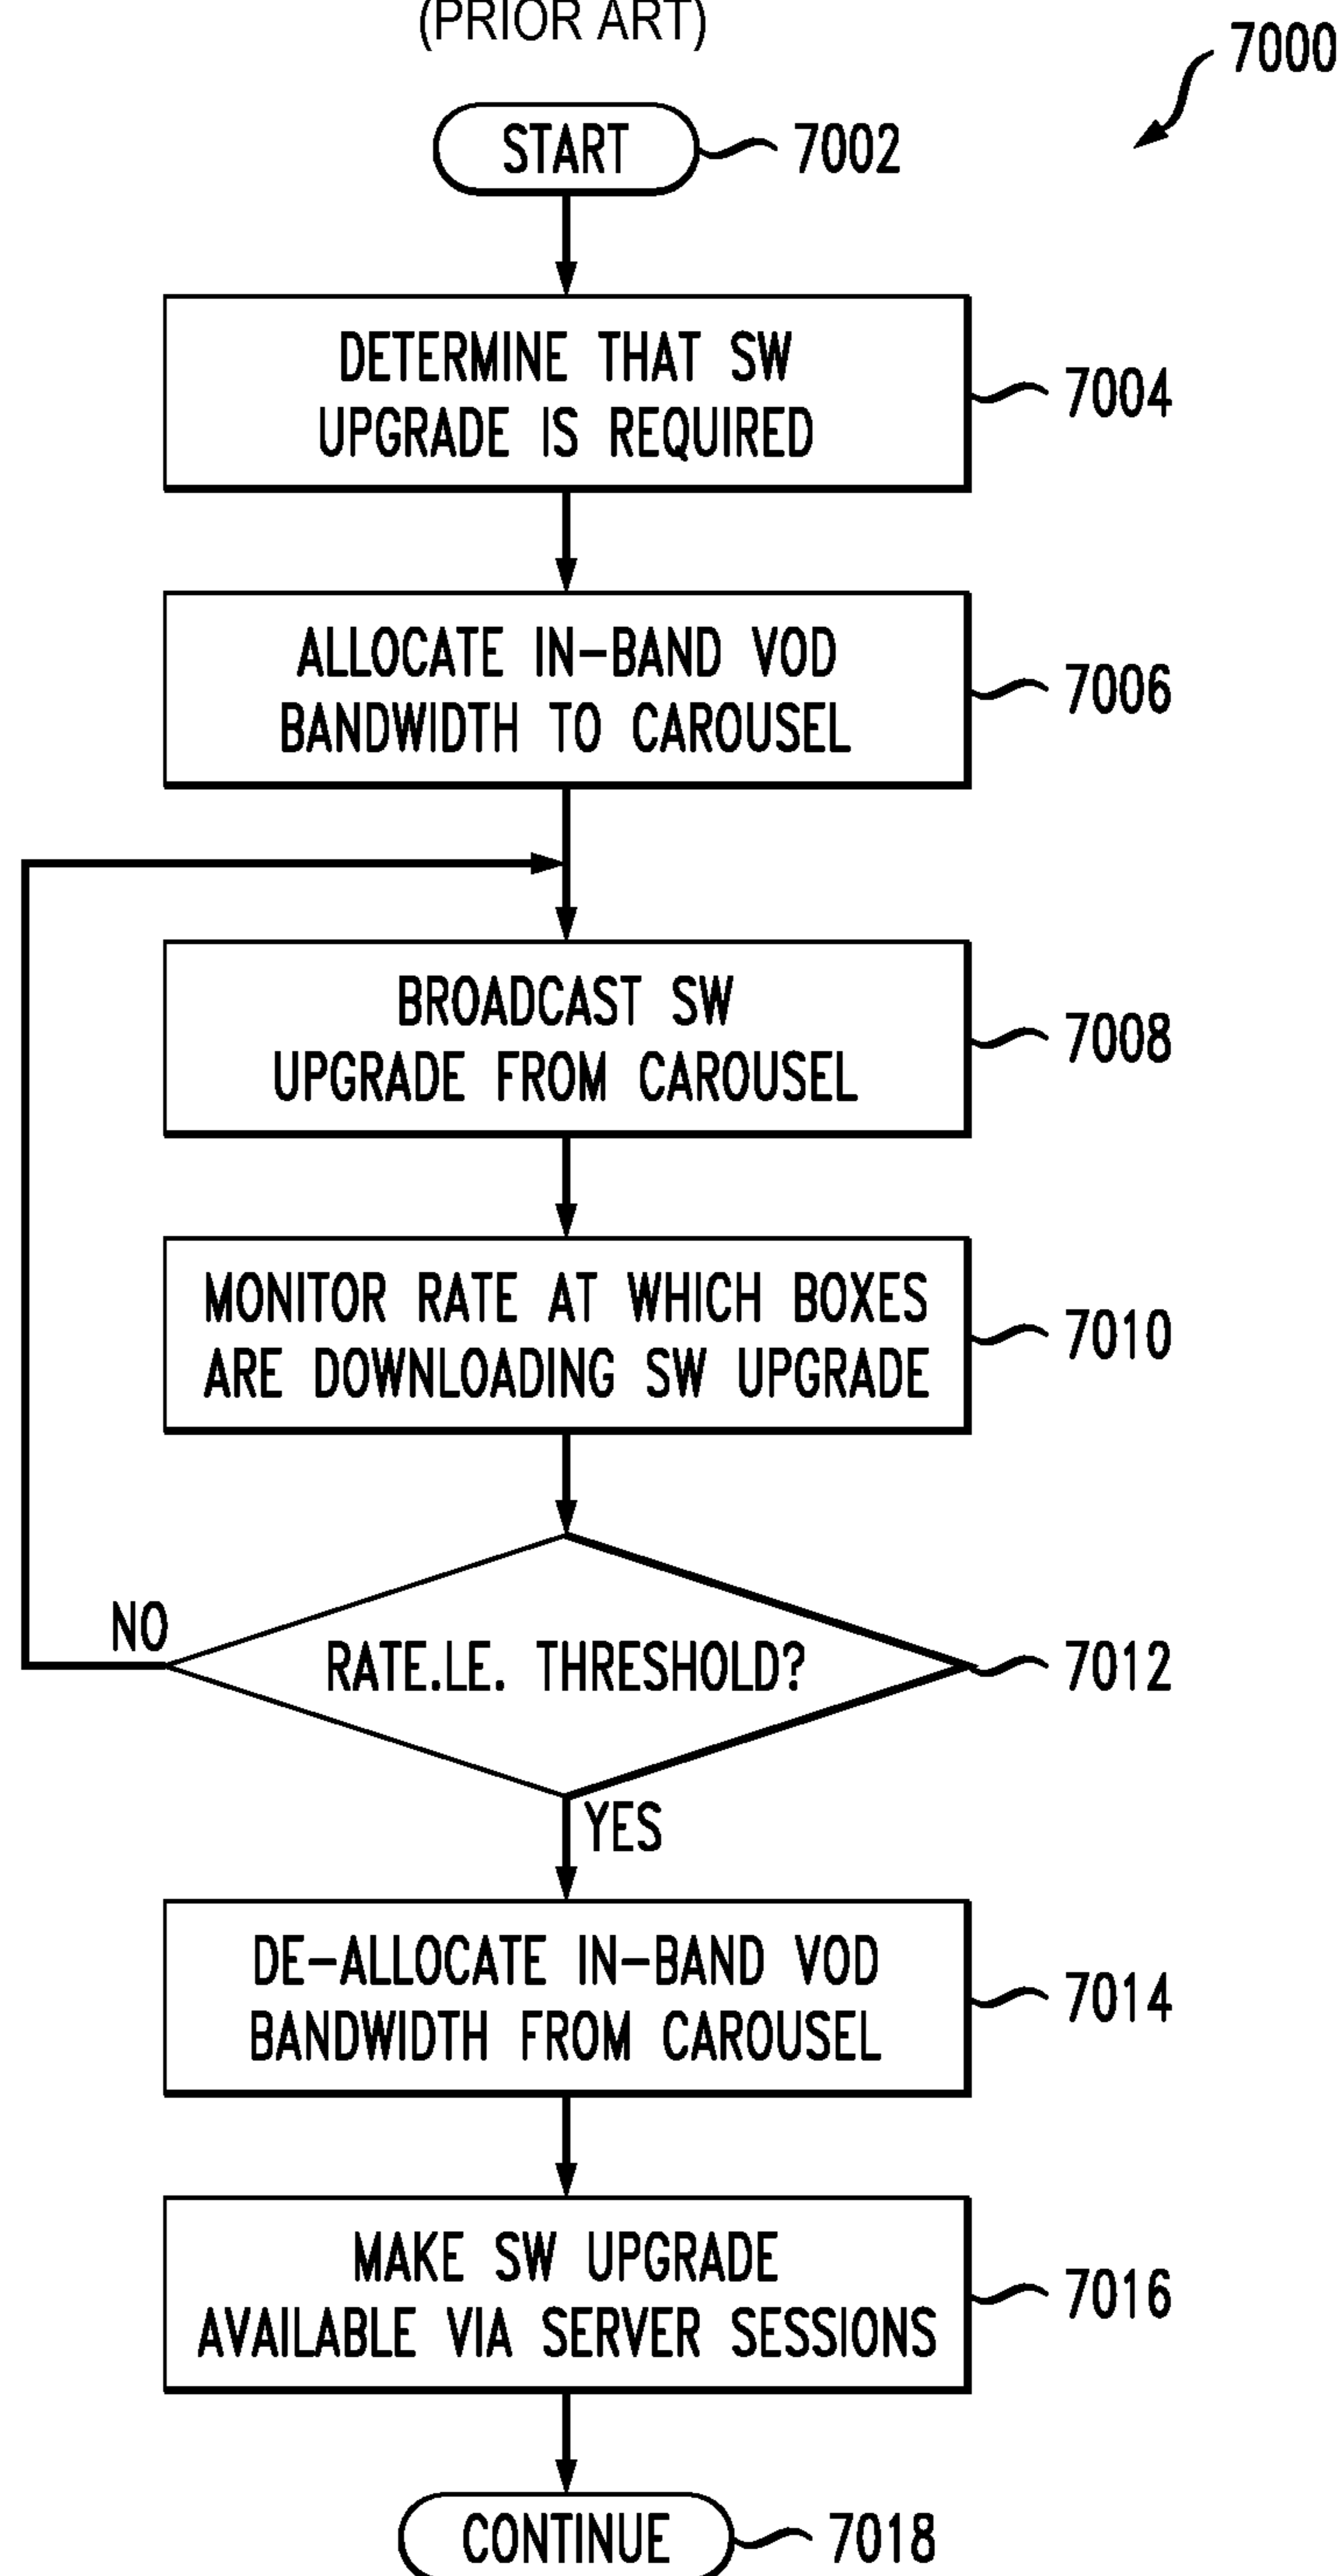 (PRIOR ART)
7000
START
7002
DETERMINE THAT SW
UPGRADE IS REQUIRED
7004
ALLOCATE IN-BAND VOD
BANDWIDTH TO CAROUSEL
7006
BROADCAST SW
UPGRADE FROM CAROUSEL
7008
MONITOR RATE AT WHICH BOXES
ARE DOWNLOADING SW UPGRADE
7010
NO
RATE.LE. THRESHOLD?
7012
YES
DE-ALLOCATE IN-BAND VOD
BANDWIDTH FROM CAROUSEL
7014
MAKE SW UPGRADE
AVAILABLE VIA SERVER SESSIONS
7016
CONTINUE
7018